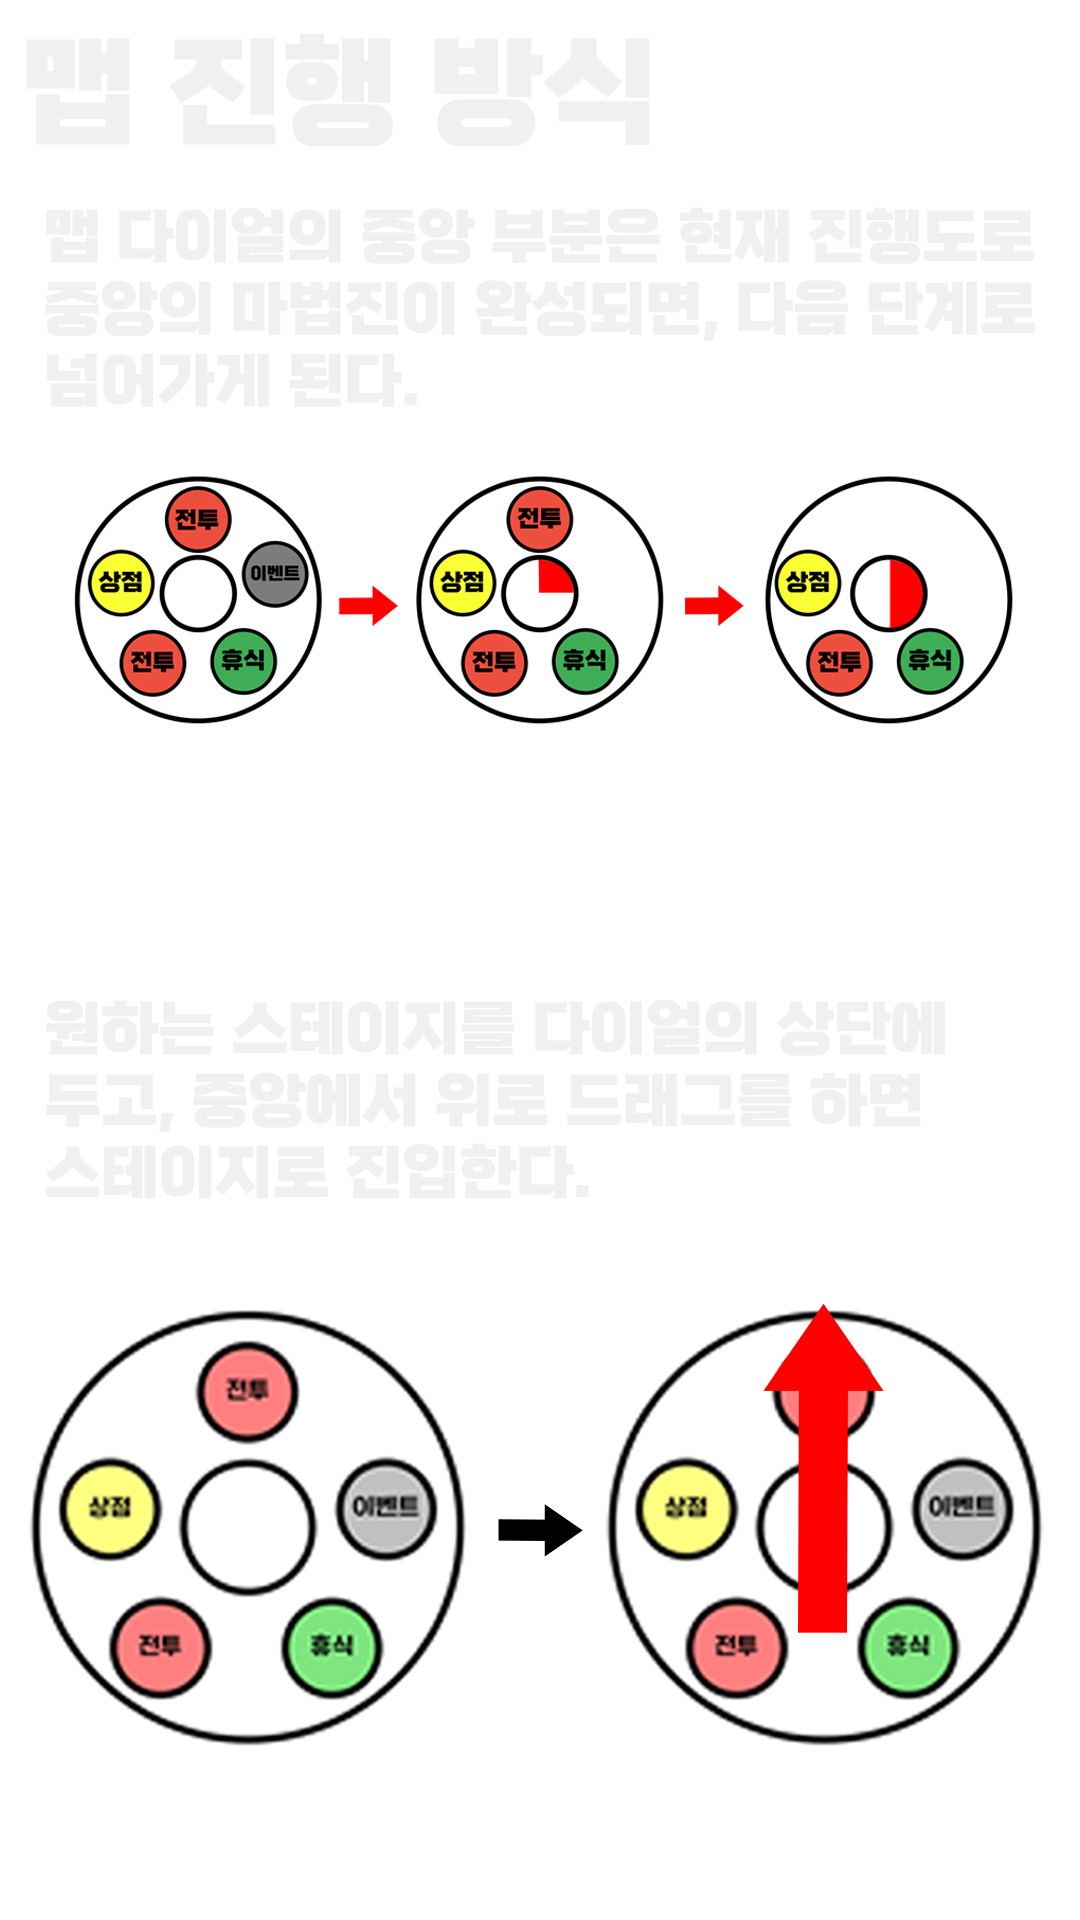 맵 진행 방식
맵 다이얼의 중앙 부분은 현재 진행도로
중앙의 마법진이 완성되면, 다음 단계로
넘어가게 된다.
전투
상점
이벤트
전투
휴식
전투
상점
전투
휴식
상점
전투
휴식
원하는 스테이지를 다이얼의 상단에
두고, 중앙에서 위로 드래그를 하면
스테이지로 진입한다.
전투
상점
이벤트
전투
휴식
상점
이벤트
전투
휴식